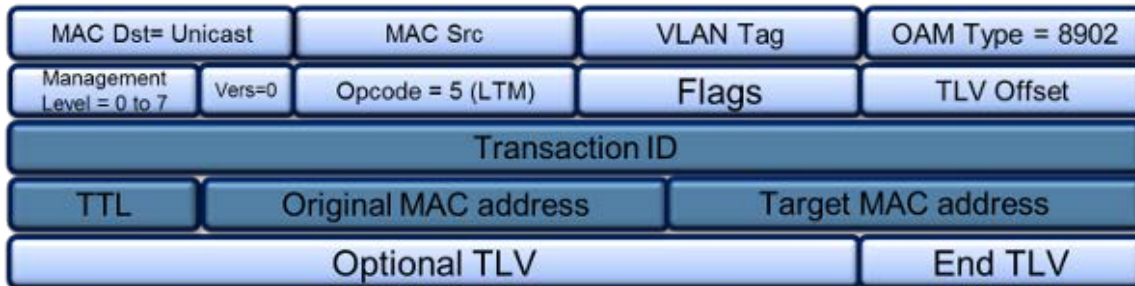 MAC Dst= Unicast MAC Src VLAN Tag OAM Type = 8902
Management
Level = 0 to 7 Vers=0 Opcode = 5 (LTM) Flags TLV Offset
Transaction ID
TTL Original MAC address Target MAC address
Optional TLV End TLV